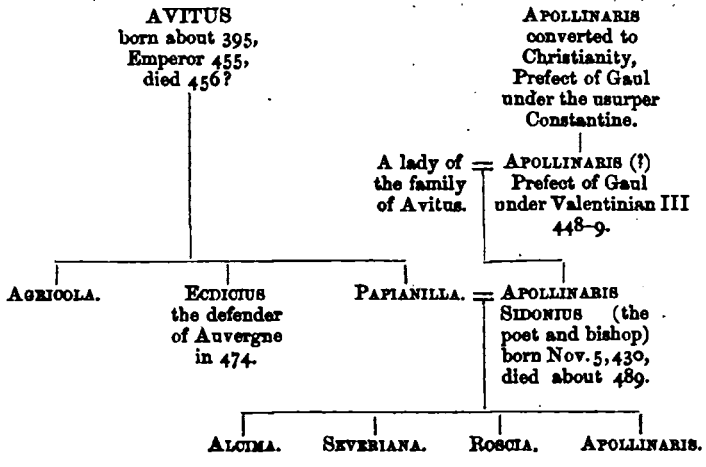 AVITUS
born about 395,
Emperor 455,
died 456?
APOLLINARIS
converted to
Christianity,
Prefect of Gaul
under the usurper
Constantine.
A lady of
the family
of Avitus.
=
APOLLINARIS (?)
Prefect of Gaul
under Valentinian III
448-9.
AGRICOLA.
ECDICIUS
the defender
of Auvergne
in 474.
PAPIANILLA.
=
APOLLINARIS
SIDONIUS (the
poet and bishop)
born Nov. 5, 430,
died about 489.
ALCIMA.
SEVERIANA.
ROSCIA.
APOLLINARIS.